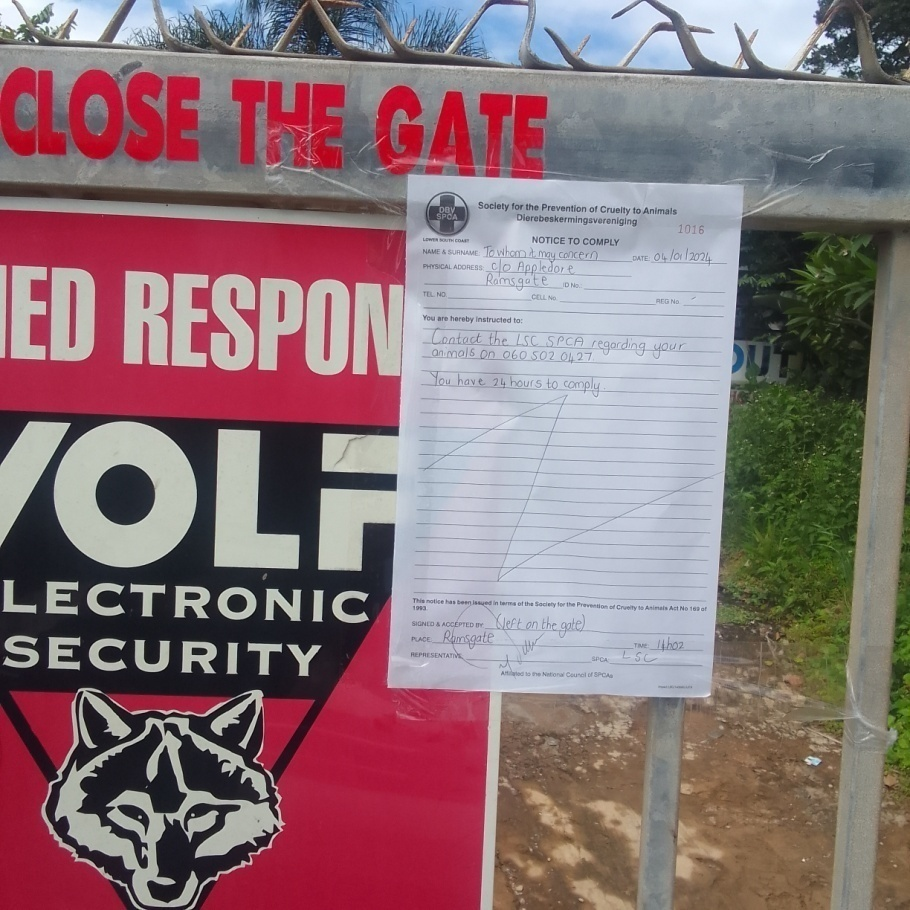 CLOSE THE GATE
DBV
SPCA
LOWER SOUTH COAST
Society for the Prevention of Cruelty to Animals
Dierebeskermingsvereniging
1016
NOTICE TO COMPLY
NAME & SURNAME: To whom it may concern DATE: 04/01/2024
PHYSICAL ADDRESS: c/o Appledore
Ramsgate ID No.:
TEL. NO. CELL No. REG No. -
You are hereby instructed to:
Contact the LSC SPCA regarding your
animals on 060 502 0427
You have 24 hours to comply.
This notice has been issued in terms of the Society for the Prevention of Cruelty to Animals Act No 169 of
1993.
SIGNED & ACCEPTED BY: (left on the gate)
PLACE: Ramsgate TIME: 14h02
REPRESENTATIVE: SPCA: LSC
Affiliated to the National Council of SPCAs
OUT
MED RESPON
WOLF
ELECTRONIC
SECURITY